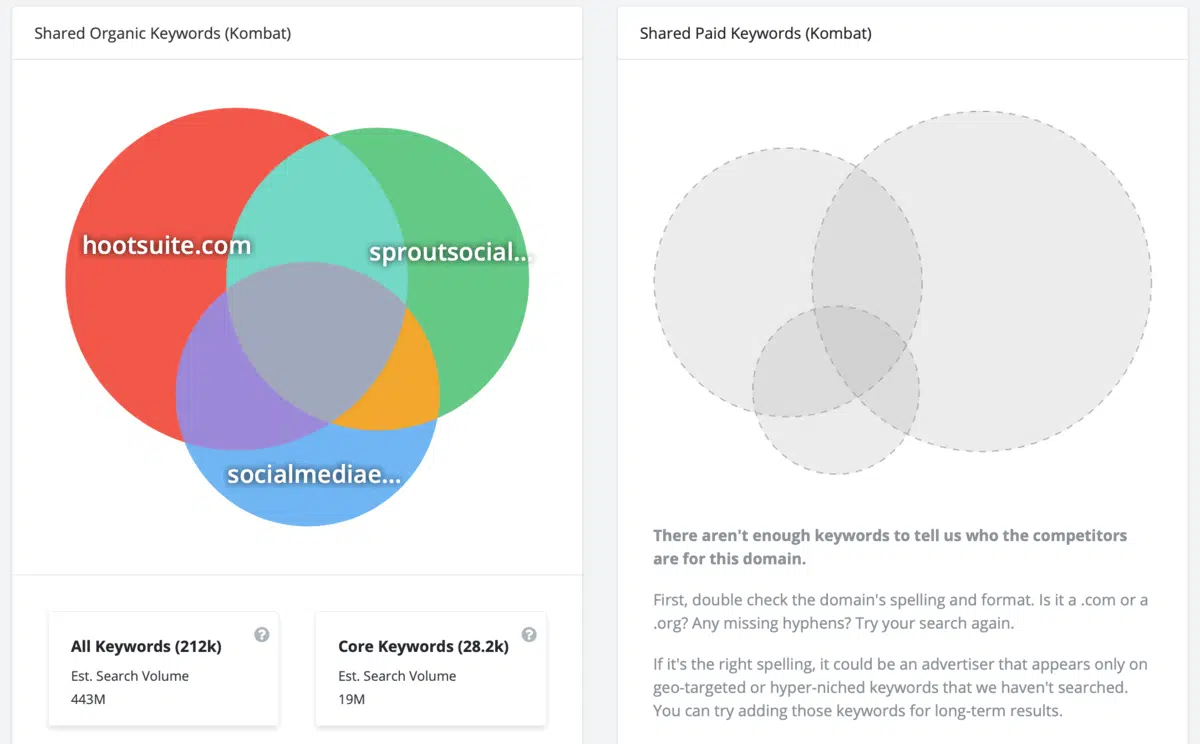 Shared Organic Keywords (Kombat)
hootsuite.com
sproutsocial...
socialmediae...
All Keywords (212k)
?
Est. Search Volume
443M
Core Keywords (28.2k)
?
Est. Search Volume
19M
Shared Paid Keywords (Kombat)
There aren't enough keywords to tell us who the competitors
are for this domain.
First, double check the domain's spelling and format. Is it a .com or a
.org? Any missing hyphens? Try your search again.
If it's the right spelling, it could be an advertiser that appears only on
geo-targeted or hyper-niched keywords that we haven't searched.
You can try adding those keywords for long-term results.